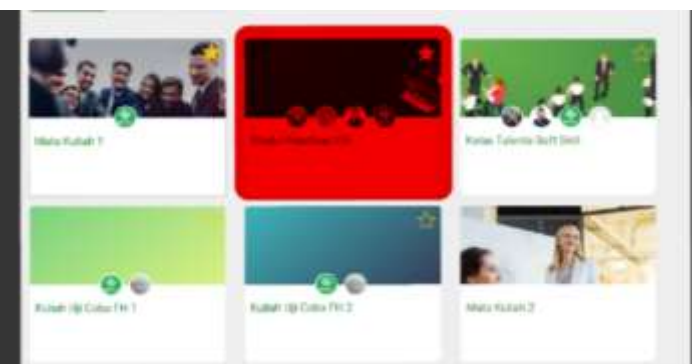 Mata Kuliah 1
Kelas Talenta Soft Skill
Kuliah Uji Coba FH 1
Kuliah Uji Coba FH 2
Mata Kuliah 2